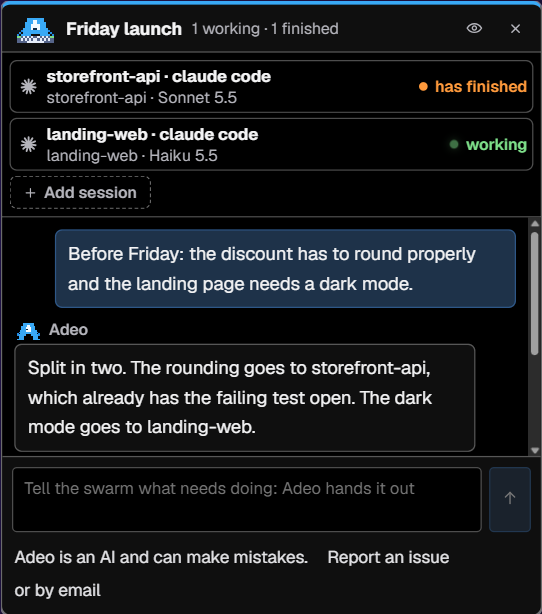 Friday launch 1 working · 1 finished
storefront-api · claude code
storefront-api · Sonnet 5.5
has finished
landing-web · claude code
landing-web · Haiku 5.5
working
+ Add session
Before Friday: the discount has to round properly
and the landing page needs a dark mode.
Adeo
Split in two. The rounding goes to storefront-api,
which already has the failing test open. The dark
mode goes to landing-web.
Tell the swarm what needs doing: Adeo hands it out
Adeo is an AI and can make mistakes. Report an issue
or by email